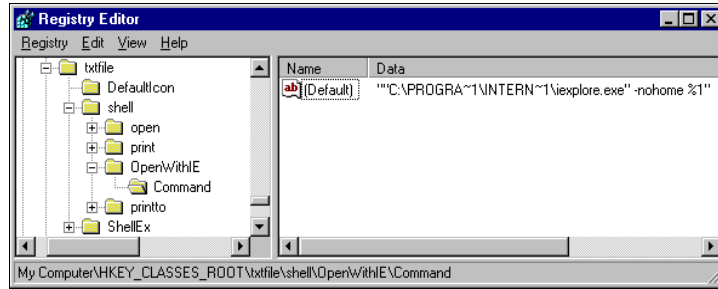 Registry Editor
Registry Edit View Help
txtfile
DefaultIcon
shell
open
print
OpenWithIE
Command
printto
ShellEx
Name Data
ab (Default) ""C:\PROGRA~1\INTERN~1\iexplore.exe" -nohome %1"
My Computer\HKEY_CLASSES_ROOT\txtfile\shell\OpenWithIE\Command